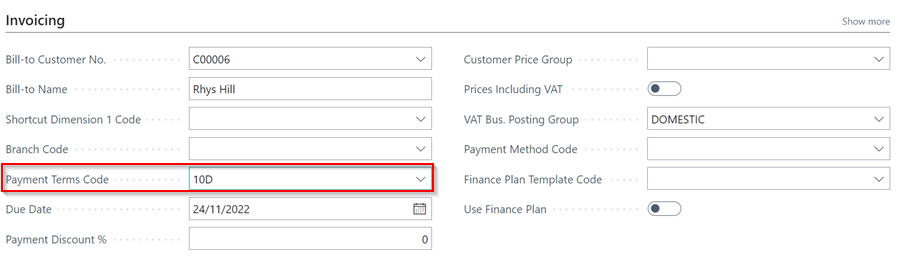 Invoicing
Show more
Bill-to Customer No. C00006
Bill-to Name Rhys Hill
Shortcut Dimension 1 Code
Branch Code
Payment Terms Code 10D
Due Date 24/11/2022
Payment Discount % 0
Customer Price Group
Prices Including VAT
VAT Bus. Posting Group DOMESTIC
Payment Method Code
Finance Plan Template Code
Use Finance Plan